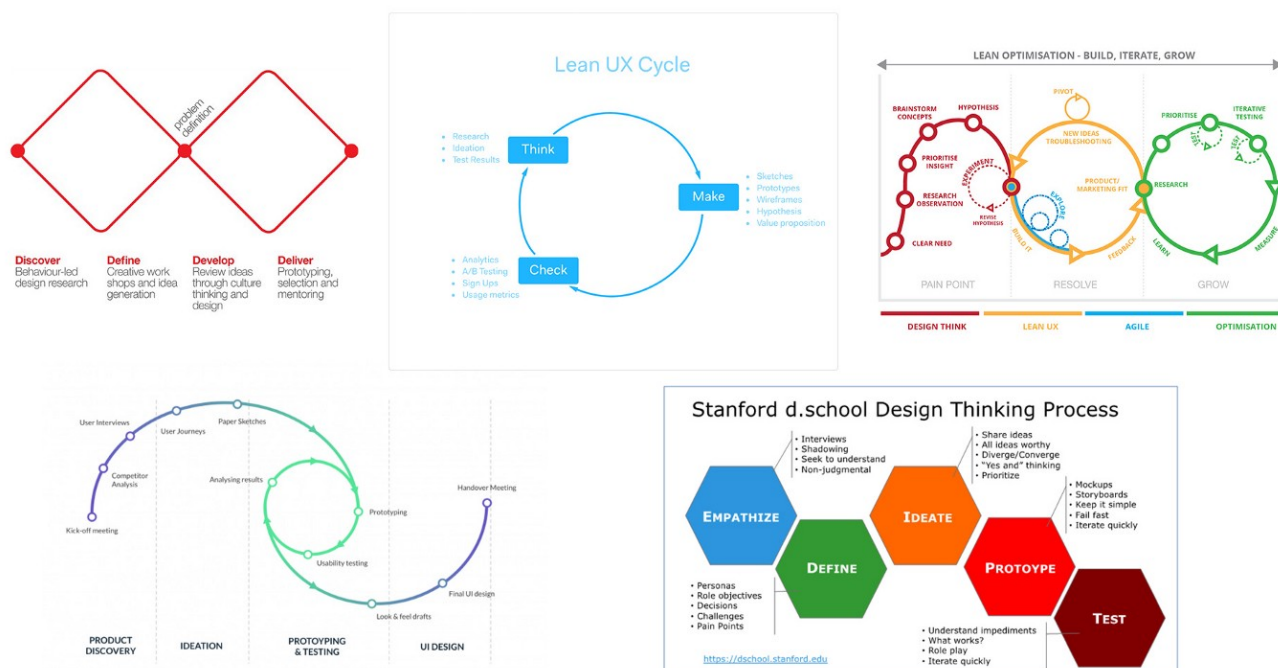 problem
definition
Discover
Behaviour-led
design research
Define
Creative work
shops and idea
generation
Develop
Review ideas
through culture
thinking and
design
Deliver
Prototyping,
selection and
mentoring
Lean UX Cycle
• Research
• Ideation
• Test Results
Think
Make
• Sketches
• Prototypes
• Wireframes
• Hypothesis
• Value proposition
• Analytics
• A/B Testing
• Sign Ups
• Usage metrics
Check
LEAN OPTIMISATION - BUILD, ITERATE, GROW
BRAINSTORM
CONCEPTS
HYPOTHESIS
PRIORITISE
INSIGHT
RESEARCH
OBSERVATION
CLEAR NEED
EXPERIMENT
REVISE
HYPOTHESIS
PIVOT
NEW IDEAS
TROUBLESHOOTING
PRODUCT/
MARKETING FIT
EXPLORE
BUILD IT
FEEDBACK
PRIORITISE
ITERATIVE
TESTING
TEST
TEST
RESEARCH
LEARN
MEASURE
PAIN POINT
RESOLVE
GROW
DESIGN THINK
LEAN UX
AGILE
OPTIMISATION
Kick-off meeting
Competitor
Analysis
User Interviews
User Journeys
Paper Sketches
Analysing results
Prototyping
Usability testing
Look & feel drafts
Final UI design
Handover Meeting
PRODUCT
DISCOVERY
IDEATION
PROTOYPING
& TESTING
UI DESIGN
Stanford d.school Design Thinking Process
• Interviews
• Shadowing
• Seek to understand
• Non-judgmental
• Share ideas
• All ideas worthy
• Diverge/Converge
• "Yes and" thinking
• Prioritize
• Mockups
• Storyboards
• Keep it simple
• Fail fast
• Iterate quickly
EMPATHIZE
DEFINE
IDEATE
PROTOYPE
TEST
• Personas
• Role objectives
• Decisions
• Challenges
• Pain Points
• Understand impediments
• What works?
• Role play
• Iterate quickly
https://dschool.stanford.edu